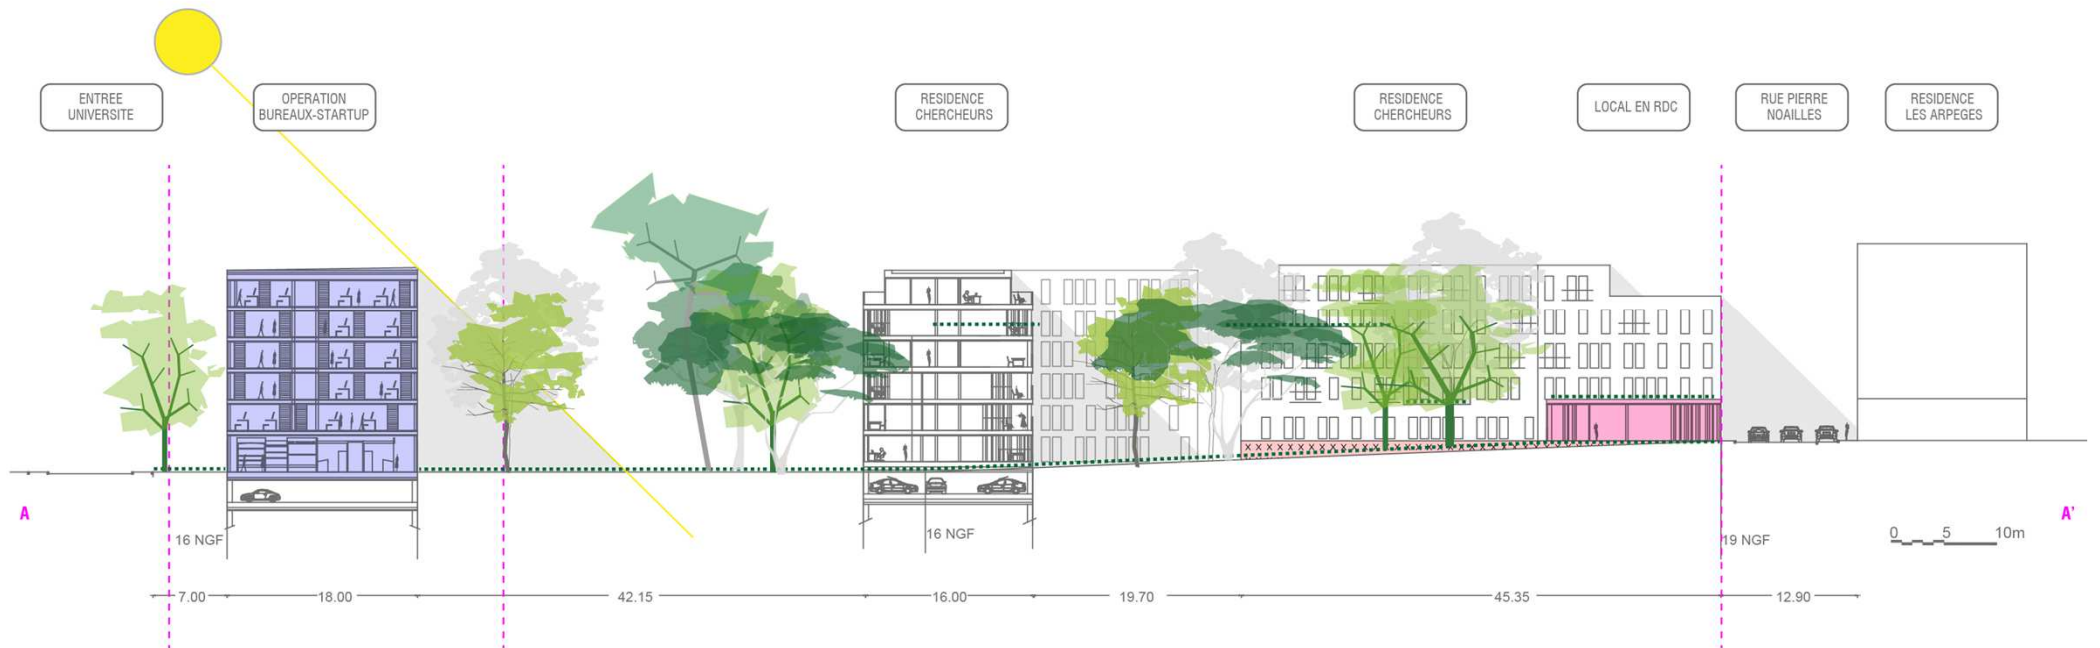 ENTREE
UNIVERSITE
OPERATION
BUREAUX-STARTUP
RESIDENCE
CHERCHEURS
RESIDENCE
CHERCHEURS
LOCAL EN RDC
RUE PIERRE
NOAILLES
RESIDENCE
LES ARPEGES
A
A'
16 NGF
16 NGF
19 NGF
0 5 10m
7.00 18.00 42.15 16.00 19.70 45.35 12.90